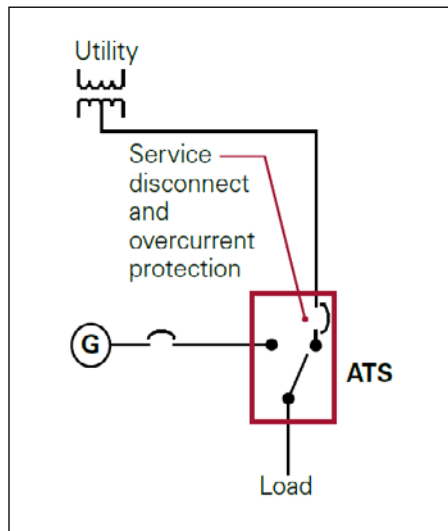 Utility
Service
disconnect
and
overcurrent
protection
G
ATS
Load